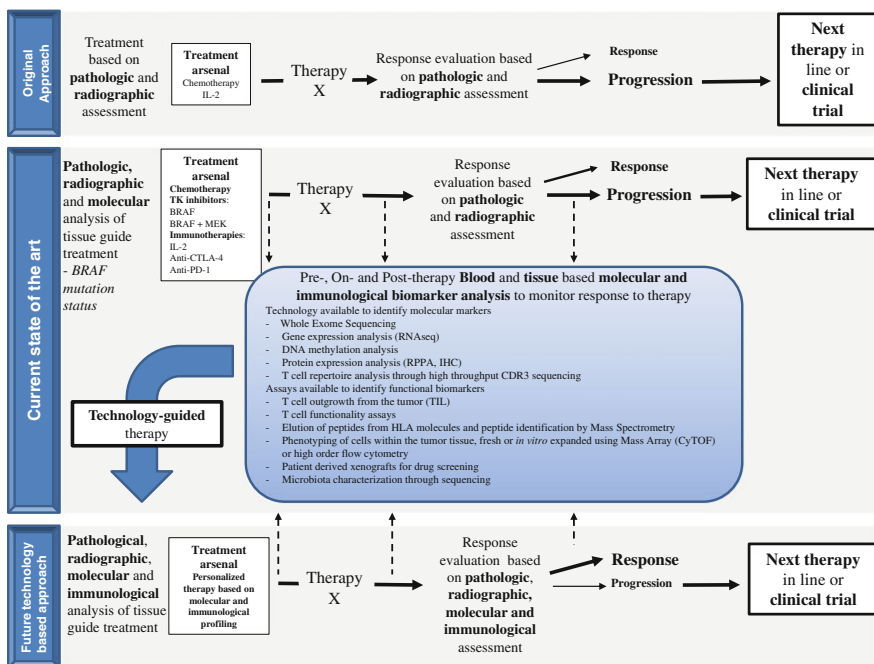 Original
Approach
Treatment
based on
pathologic and
radiographic
assessment
Treatment
arsenal
Chemotherapy
IL-2
Therapy
X
Response evaluation based
on pathologic and
radiographic assessment
Response
Progression
Next
therapy in
line or
clinical
trial
Current state of the art
Pathologic,
radiographic
and molecular
analysis of
tissue guide
treatment
- BRAF
mutation
status
Treatment
arsenal
Chemotherapy
TK inhibitors:
BRAF
BRAF + MEK
Immunotherapies:
IL-2
Anti-CTLA-4
Anti-PD-1
Therapy
X
Response
evaluation based
on pathologic
and radiographic
assessment
Response
Progression
Next therapy
in line or
clinical trial
Pre-, On- and Post-therapy Blood and tissue based molecular and
immunological biomarker analysis to monitor response to therapy
Technology available to identify molecular markers
- Whole Exome Sequencing
- Gene expression analysis (RNAseq)
- DNA methylation analysis
- Protein expression analysis (RPPA, IHC)
- T cell repertoire analysis through high throughput CDR3 sequencing
Assays available to identify functional biomarkers
- T cell outgrowth from the tumor (TIL)
- T cell functionality assays
- Elution of peptides from HLA molecules and peptide identification by Mass Spectrometry
- Phenotyping of cells within the tumor tissue, fresh or in vitro expanded using Mass Array (CyTOF)
or high order flow cytometry
- Patient derived xenografts for drug screening
- Microbiota characterization through sequencing
Technology-guided
therapy
Future technology
based approach
Pathological,
radiographic,
molecular and
immunological
analysis of tissue
guide treatment
Treatment
arsenal
Personalized
therapy based on
molecular and
immunological
profiling
Therapy
X
Response
evaluation based
on pathologic,
radiographic,
molecular and
immunological
assessment
Response
Progression
Next therapy
in line or
clinical trial